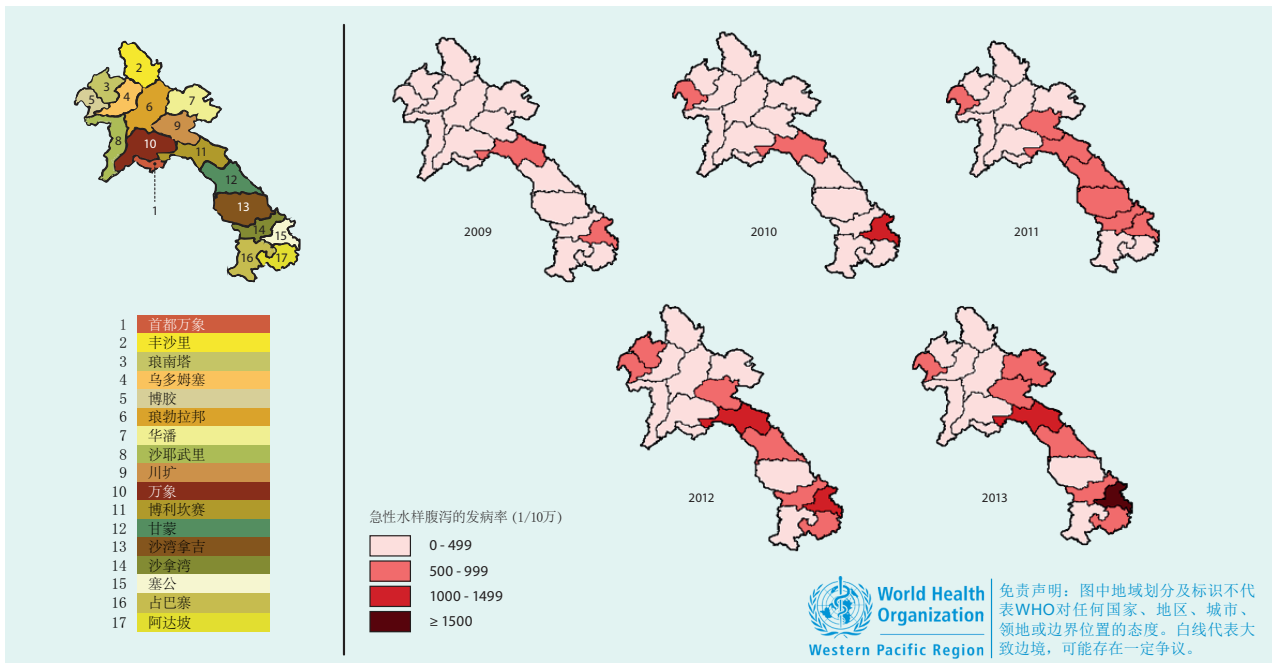 2
3
4
5
6
7
8
9
10
11
12
13
14
15
16
17
1
1 首都万象
2 丰沙里
3 琅南塔
4 乌多姆塞
5 博胶
6 琅勃拉邦
7 华潘
8 沙耶武里
9 川圹
10 万象
11 博利坎赛
12 甘蒙
13 沙湾拿吉
14 沙拿湾
15 塞公
16 占巴寨
17 阿达坡
2009
2010
2011
2012
2013
急性水样腹泻的发病率 (1/10万)
0 - 499
500 - 999
1000 - 1499
≥ 1500
World Health
Organization
Western Pacific Region
免责声明：图中地域划分及标识不代
表WHO对任何国家、地区、城市、
领地或边界位置的态度。白线代表大
致边境，可能存在一定争议。